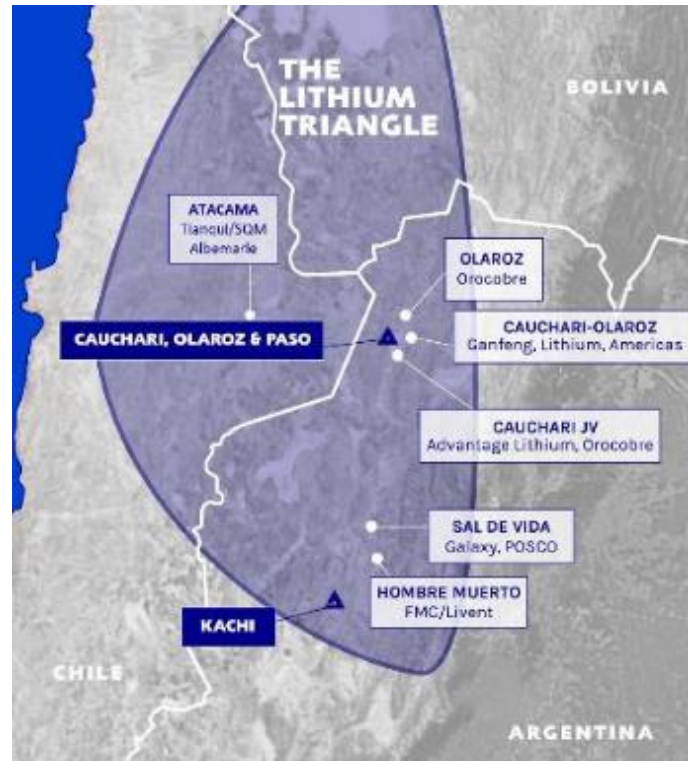 THE
LITHIUM
TRIANGLE
BOLIVIA
ATACAMA
Tianqui/SQM
Albemarle
OLAROZ
Orocobre
CAUCHARI, OLAROZ & PASO
CAUCHARI-OLAROZ
Ganfeng, Lithium, Americas
CAUCHARI JV
Advantage Lithium, Orocobre
SAL DE VIDA
Galaxy, POSCO
HOMBRE MUERTO
FMC/Livent
KACHI
CHILE
ARGENTINA